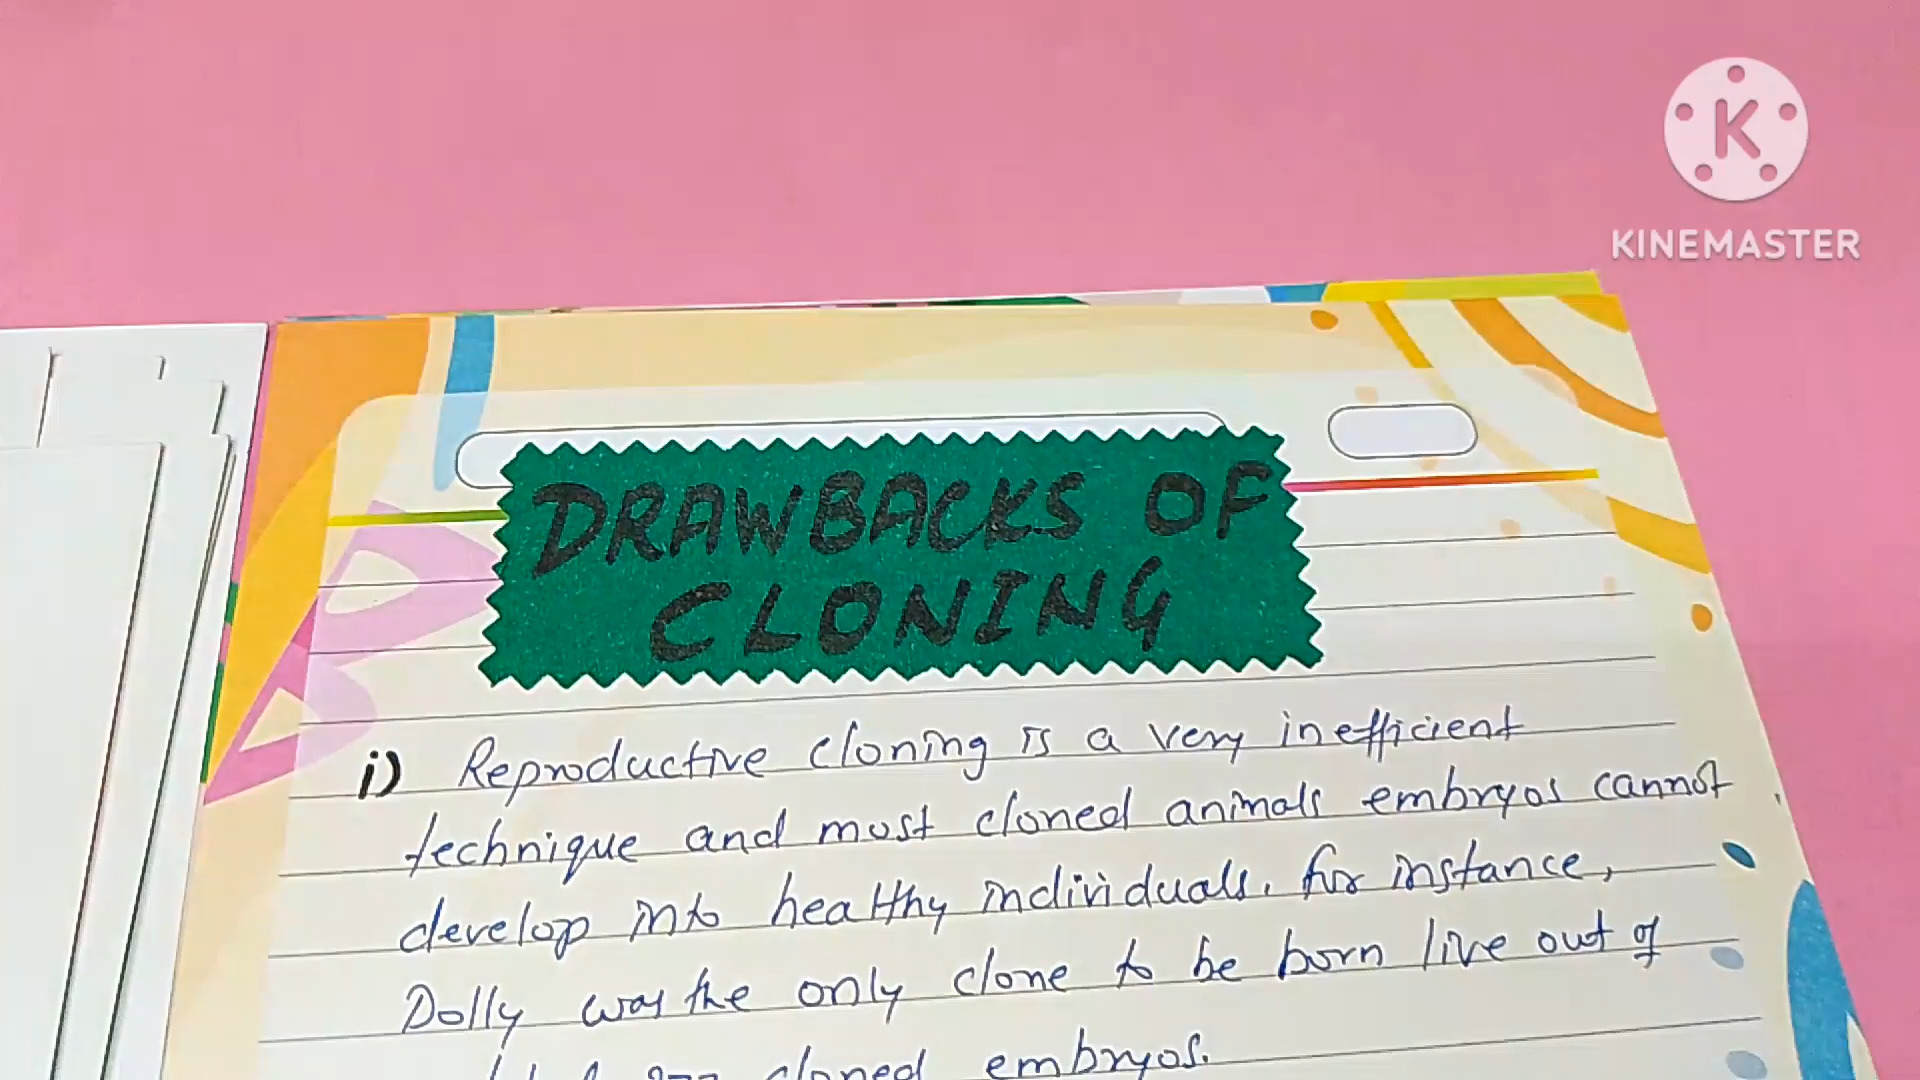 K
KINEMASTER
DRAWBACKS OF
CLONING
i) Reproductive cloning is a very inefficient
technique and most cloned animals embryos cannot
develop into healthy individuals. for instance,
Dolly was the only clone to be born live out of
cloned embryos.